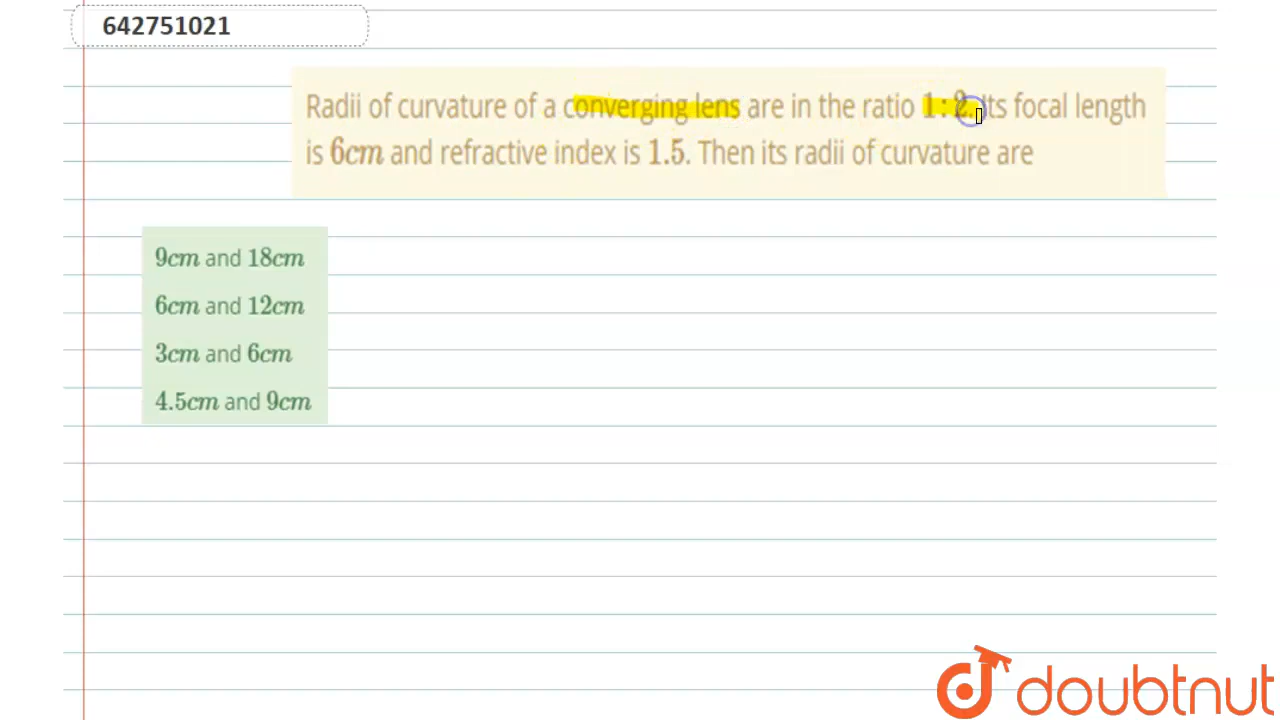 642751021
Radii of curvature of a converging lens are in the ratio 1 : 2. Its focal length
is 6cm and refractive index is 1.5. Then its radii of curvature are
9cm and 18cm
6cm and 12cm
3cm and 6cm
4.5cm and 9cm
doubtnut